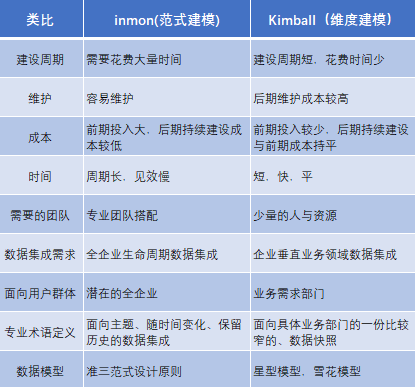 类比 inmon(范式建模) Kimball（维度建模）
建设周期 需要花费大量时间 建设周期短、花费时间少
维护 容易维护 后期维护成本较高
成本 前期投入大、后期持续建设成 前期投入较少、后期持续建设
本较低 与前期成本持平
时间 周期长、见效慢 短、快、平
需要的团队 专业团队搭配 少量的人与资源
数据集成需求 全企业生命周期数据集成 企业垂直业务领域数据集成
面向用户群体 潜在的全企业 业务需求部门
专业术语定义 面向主题、随时间变化、保留 面向具体业务部门的一份比较
历史的数据集成 窄的、数据快照
数据模型 准三范式设计原则 星型模型、雪花模型